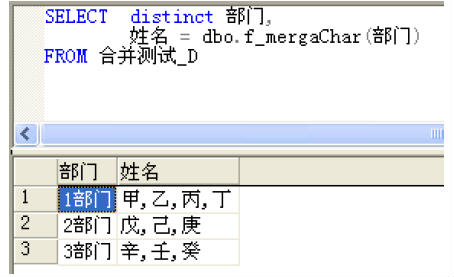 SELECT distinct 部门,
姓名 = dbo.f_mergaChar(部门)
FROM 合并测试_D
部门 姓名
1 1部门 甲,乙,丙,丁
2 2部门 戊,己,庚
3 3部门 辛,壬,癸